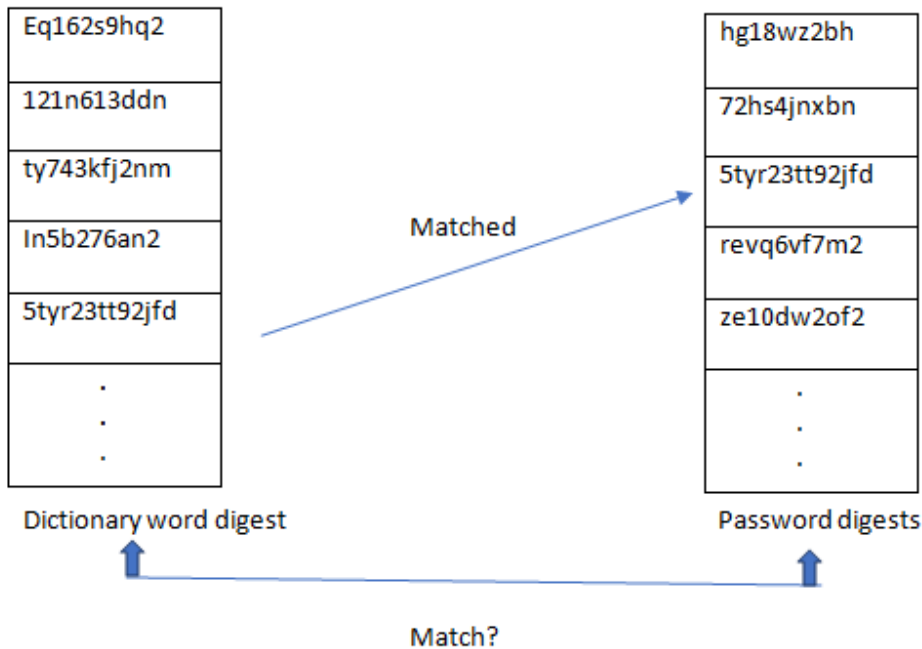 Eq162s9hq2
121n613ddn
ty743kfj2nm
In5b276an2
5tyr23tt92jfd
.
.
.
Dictionary word digest
Matched
hg18wz2bh
72hs4jnxbn
5tyr23tt92jfd
revq6vf7m2
ze10dw2of2
.
.
.
Password digests
Match?